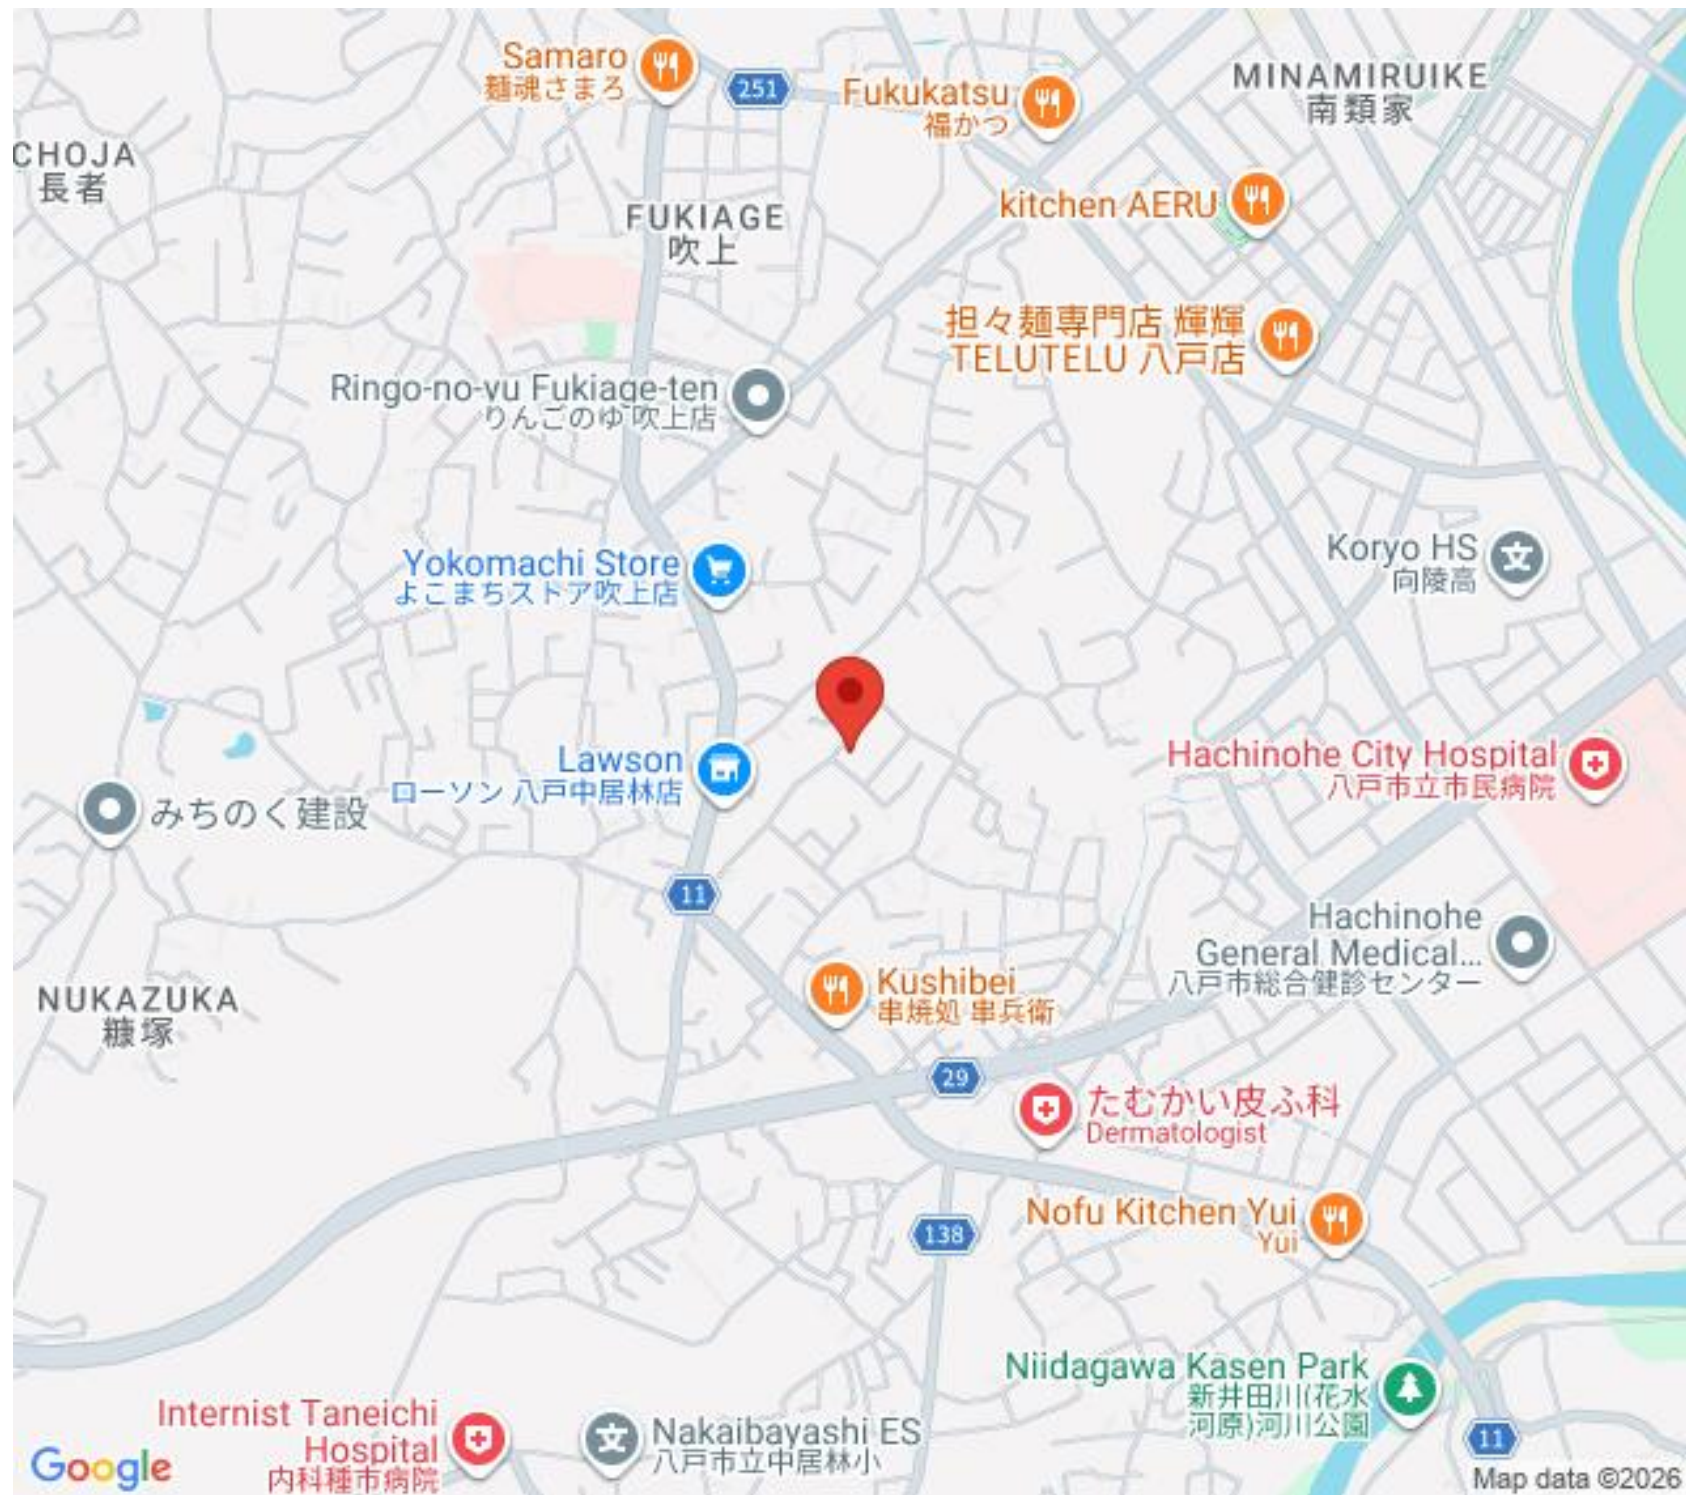 Samaro
麺魂さまろ
251
Fukukatsu
福かつ
MINAMIRUIKE
南類家
CHOJA
長者
FUKIAGE
吹上
kitchen AERU
担々麺専門店 輝輝
TELUTELU 八戸店
Ringo-no-yu Fukiage-ten
りんごのゆ 吹上店
Yokomachi Store
よこまちストア吹上店
Koryo HS
向陵高
Lawson
ローソン 八戸中居林店
Hachinohe City Hospital
八戸市立市民病院
みちのく建設
11
Hachinohe
General Medical...
八戸市総合健診センター
NUKAZUKA
糠塚
Kushibei
串焼処 串兵衛
29
たむかい皮ふ科
Dermatologist
138
Nofu Kitchen Yui
Yui
Niidagawa Kasen Park
新井田川(花水
河原)河川公園
Internist Taneichi
Hospital
内科種市病院
Nakaibayashi ES
八戸市立中居林小
11
Google
Map data ©2026